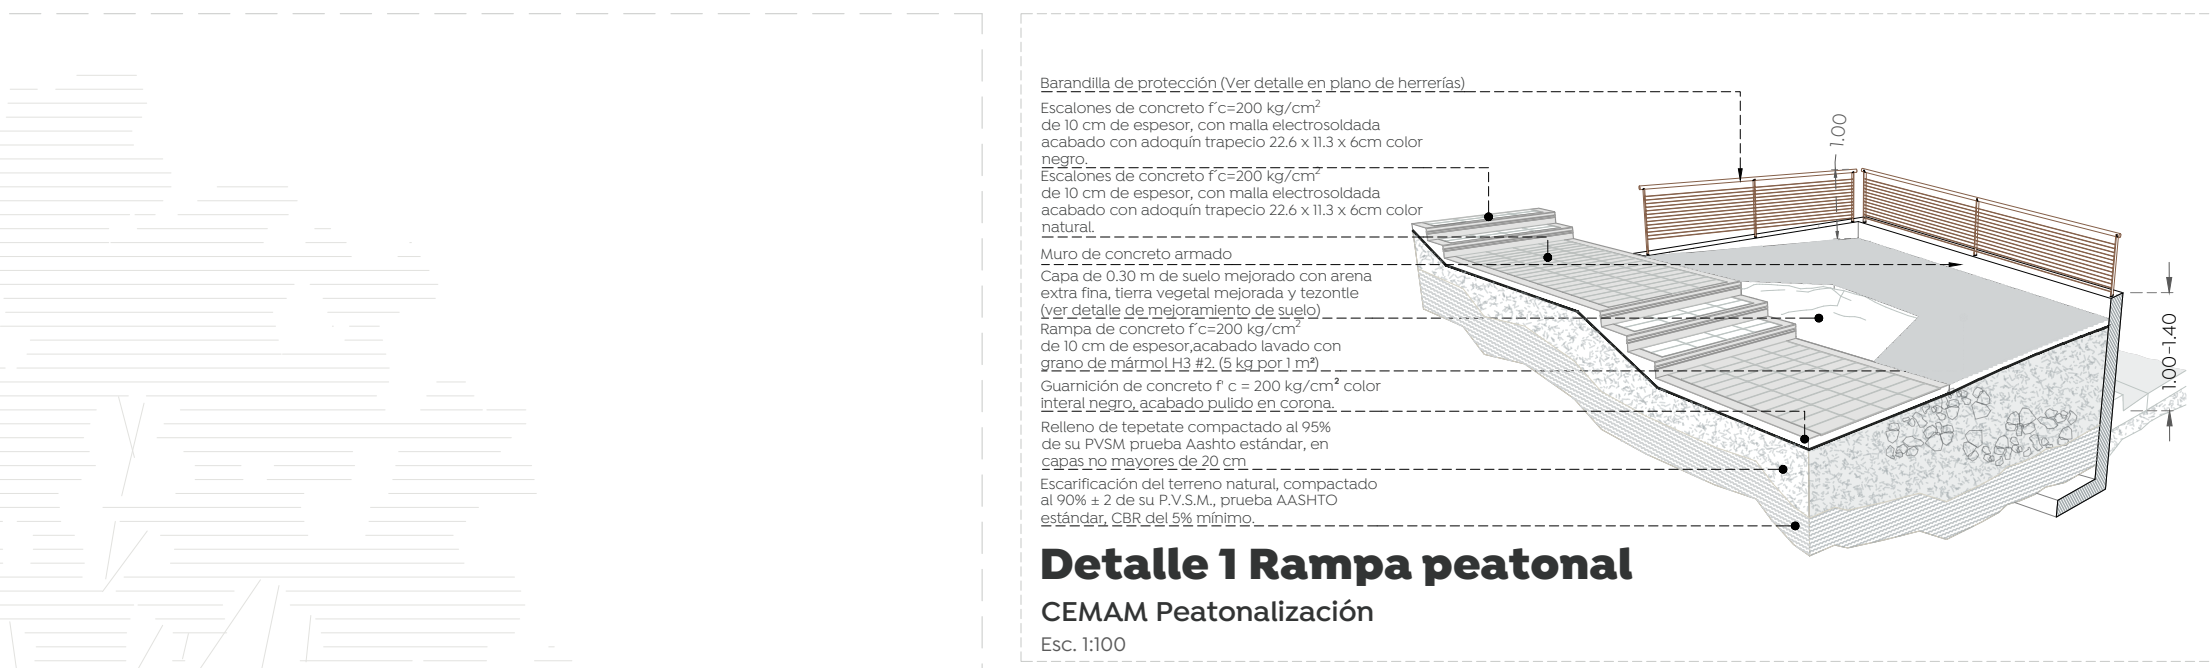 Barandilla de protección (Ver detalle en plano de herrerías)
Escalones de concreto f´c=200 kg/cm²
de 10 cm de espesor, con malla electrosoldada
acabado con adoquín trapecio 22.6 x 11.3 x 6cm color
negro.
Escalones de concreto f´c=200 kg/cm²
de 10 cm de espesor, con malla electrosoldada
acabado con adoquín trapecio 22.6 x 11.3 x 6cm color
natural.
Muro de concreto armado
Capa de 0.30 m de suelo mejorado con arena
extra fina, tierra vegetal mejorada y tezontle
(ver detalle de mejoramiento de suelo)
Rampa de concreto f´c=200 kg/cm²
de 10 cm de espesor,acabado lavado con
grano de mármol H3 #2. (5 kg por 1 m²)
Guarnición de concreto f' c = 200 kg/cm² color
interal negro, acabado pulido en corona.
Relleno de tepetate compactado al 95%
de su PVSM prueba Aashto estándar, en
capas no mayores de 20 cm
Escarificación del terreno natural, compactado
al 90% ± 2 de su P.V.S.M., prueba AASHTO
estándar, CBR del 5% mínimo.
1.00
1.00-1.40
Detalle 1 Rampa peatonal
CEMAM Peatonalización
Esc. 1:100